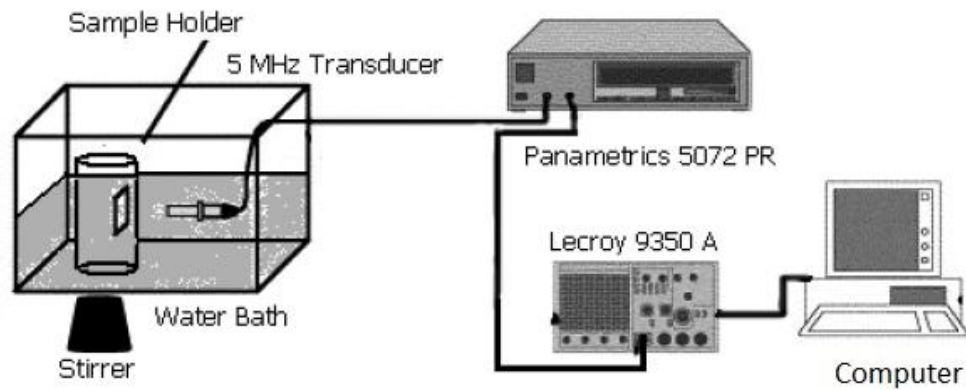 Sample Holder
5 MHz Transducer
Panametrics 5072 PR
Lecroy 9350 A
Water Bath
Stirrer
Computer